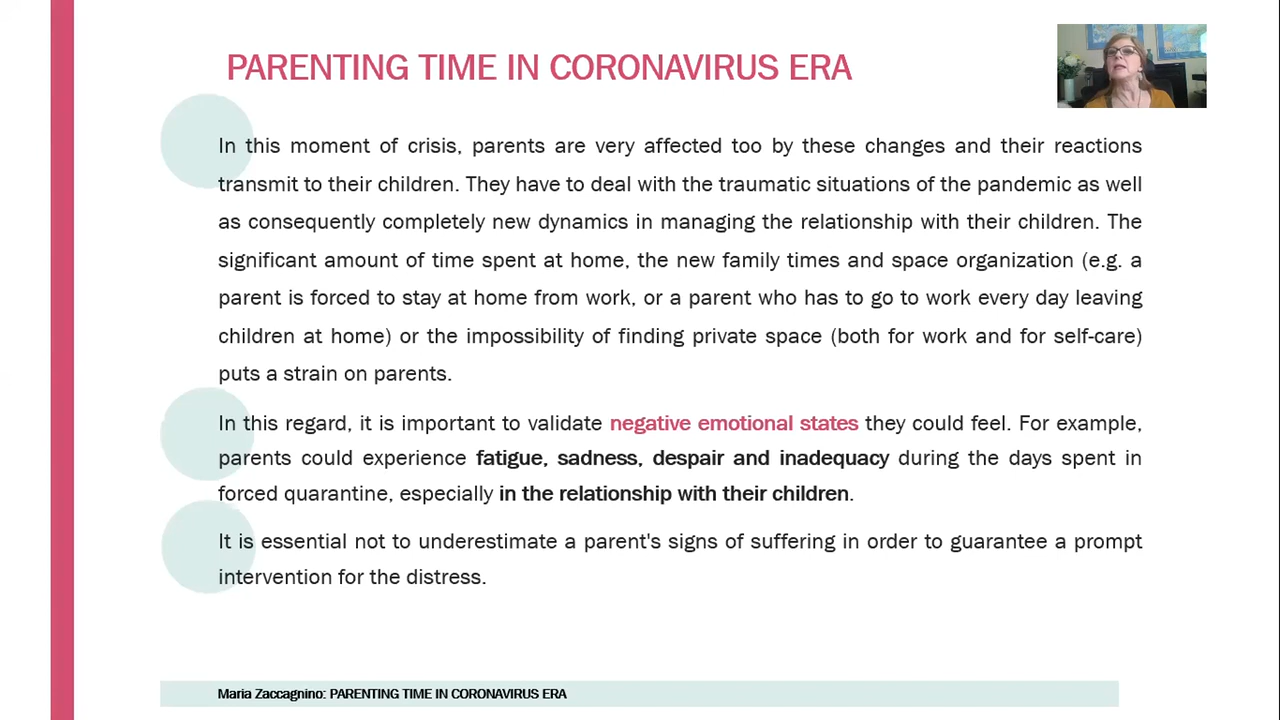 PARENTING TIME IN CORONAVIRUS ERA
In this moment of crisis, parents are very affected too by these changes and their reactions
transmit to their children. They have to deal with the traumatic situations of the pandemic as well
as consequently completely new dynamics in managing the relationship with their children. The
significant amount of time spent at home, the new family times and space organization (e.g. a
parent is forced to stay at home from work, or a parent who has to go to work every day leaving
children at home) or the impossibility of finding private space (both for work and for self-care)
puts a strain on parents.
In this regard, it is important to validate negative emotional states they could feel. For example,
parents could experience fatigue, sadness, despair and inadequacy during the days spent in
forced quarantine, especially in the relationship with their children.
It is essential not to underestimate a parent's signs of suffering in order to guarantee a prompt
intervention for the distress.
Maria Zaccagnino: PARENTING TIME IN CORONAVIRUS ERA